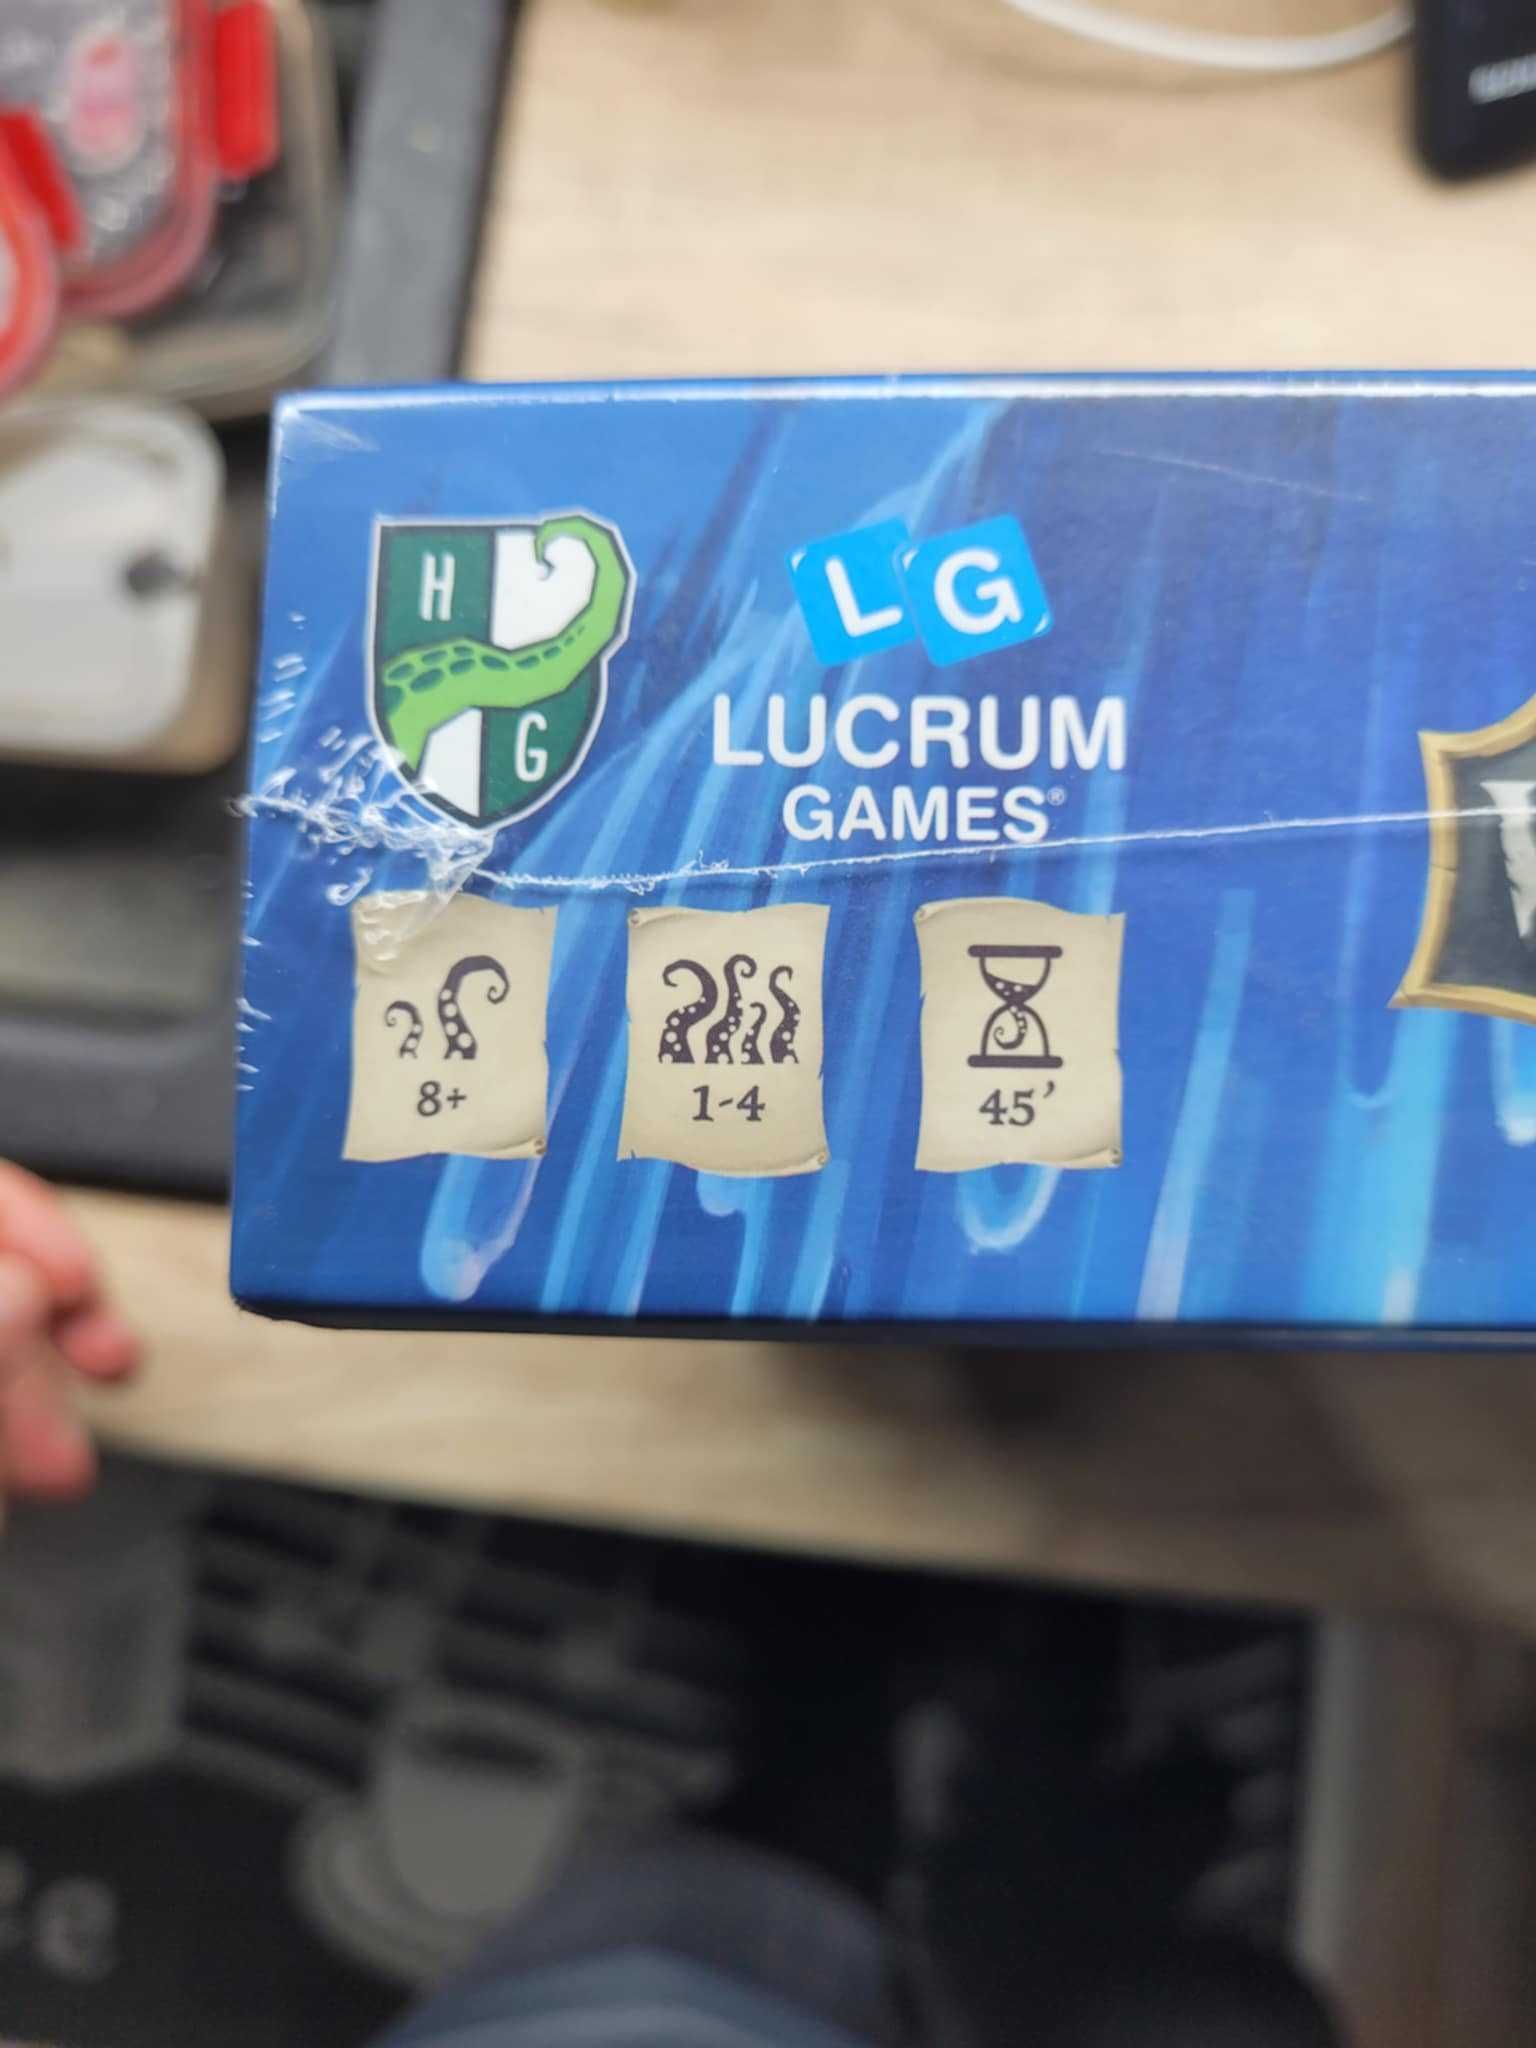 H
G
LG
LUCRUM
GAMES®
8+
1-4
45’